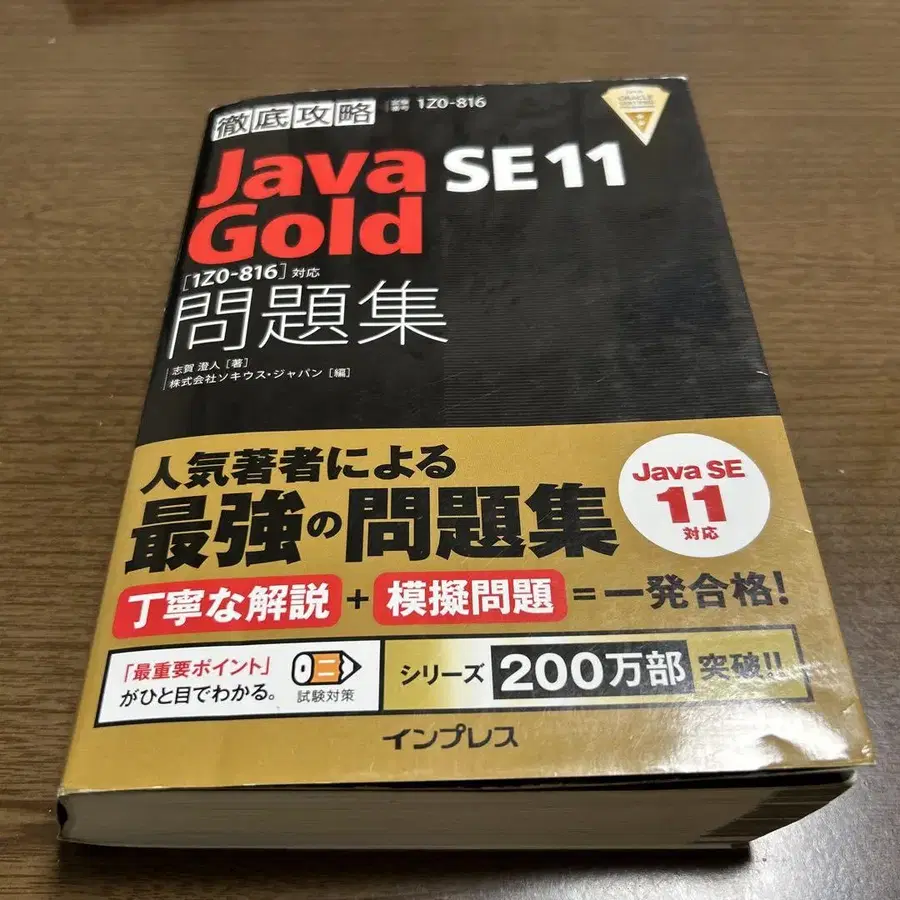 徹底攻略 試験番号 1Z0-816
Java SE 11
Gold
[1Z0-816] 対応
問題集
志賀 澄人 [著]
株式会社ソキウス・ジャパン [編]
人気著者による
最強の問題集
Java SE
11
対応
丁寧な解説 + 模擬問題 = 一発合格!
「最重要ポイント」
がひと目でわかる。
試験対策
シリーズ 200万部 突破!!
インプレス